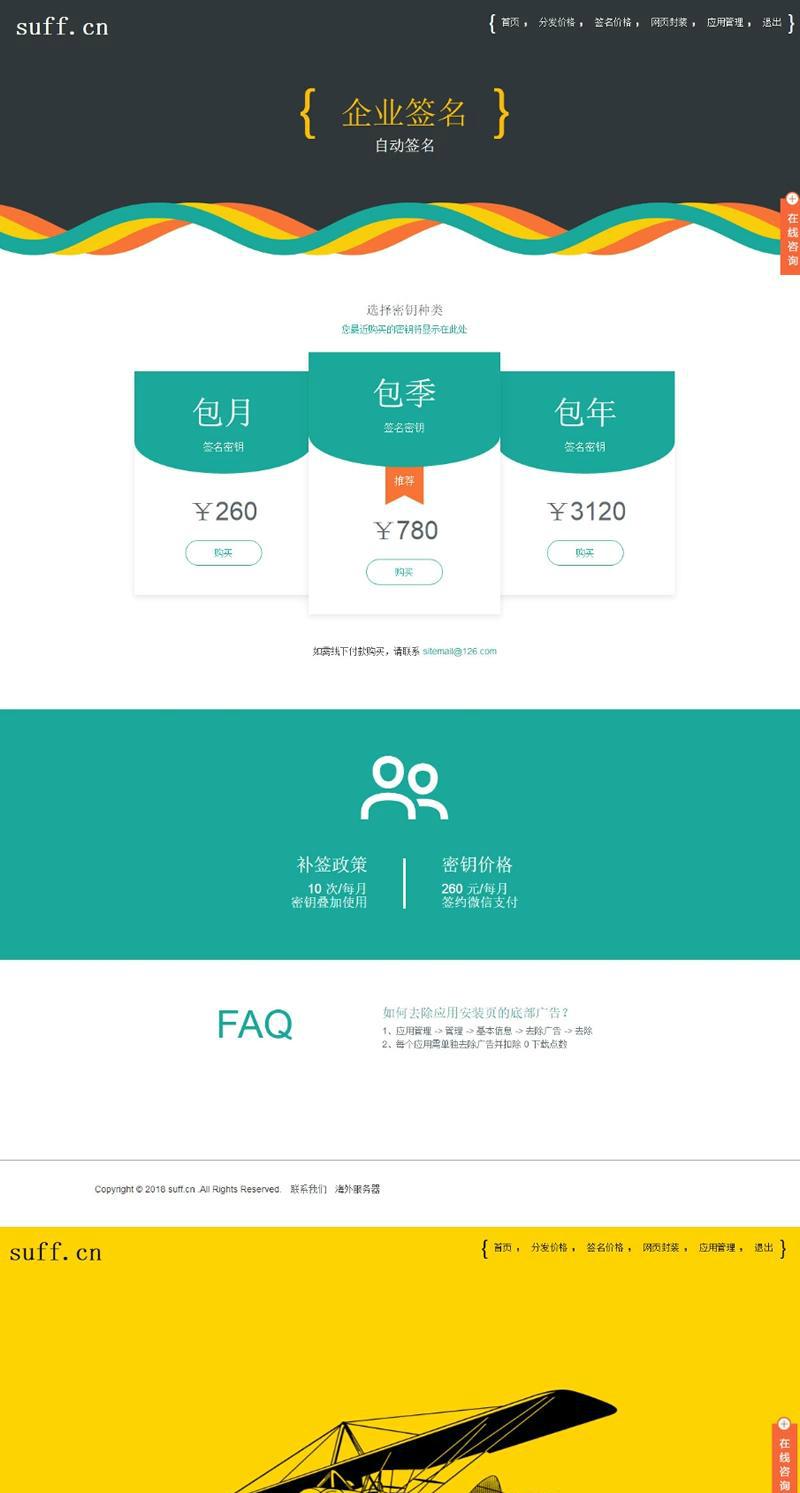 suff.cn
{ 首页 , 分发价格 , 签名价格 , 网页封装 , 应用管理 , 退出 }
{ 企业签名 }
自动签名
在线咨询
选择密钥种类
您最近购买的密钥将显示在此处
包月
签名密钥
¥260
购买
包季
签名密钥
推荐
¥780
购买
包年
签名密钥
¥3120
购买
如需线下付款购买，请联系 sitemail@126.com
补签政策
10 次/每月
密钥叠加使用
密钥价格
260 元/每月
签约微信支付
FAQ
如何去除应用安装页的底部广告?
1、应用管理 -> 管理 -> 基本信息 -> 去除广告 -> 去除
2、每个应用需单独去除广告并扣除 0 下载点数
Copyright © 2018 suff.cn .All Rights Reserved. 联系我们 海外服务器
suff.cn
{ 首页 , 分发价格 , 签名价格 , 网页封装 , 应用管理 , 退出 }
在线咨询